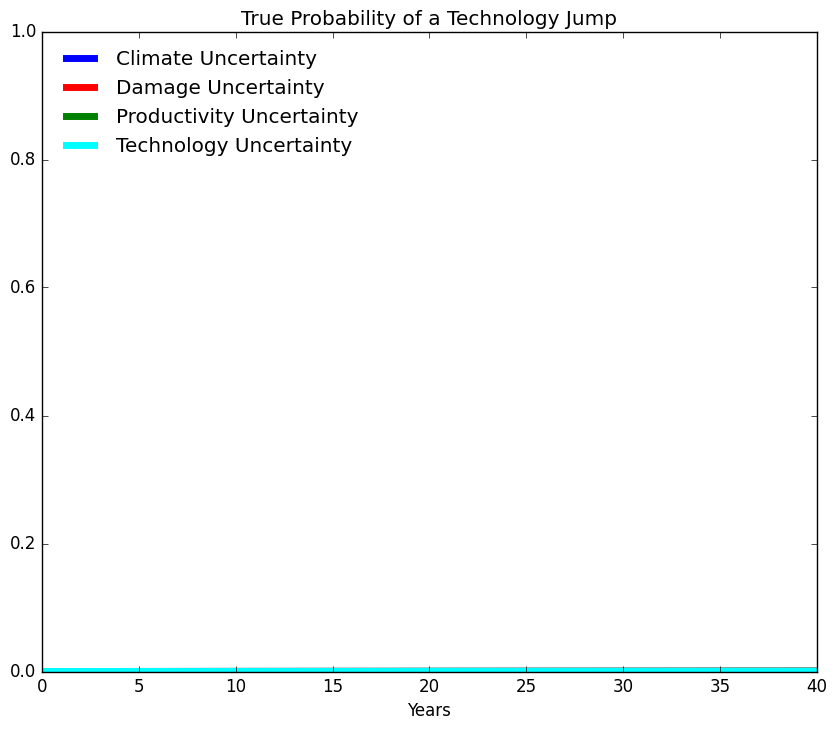 True Probability of a Technology Jump
1.0
Climate Uncertainty
Damage Uncertainty
Productivity Uncertainty
Technology Uncertainty
0.8
0.6
0.4
0.2
0.0
0 5 10 15 20 25 30 35 40
Years